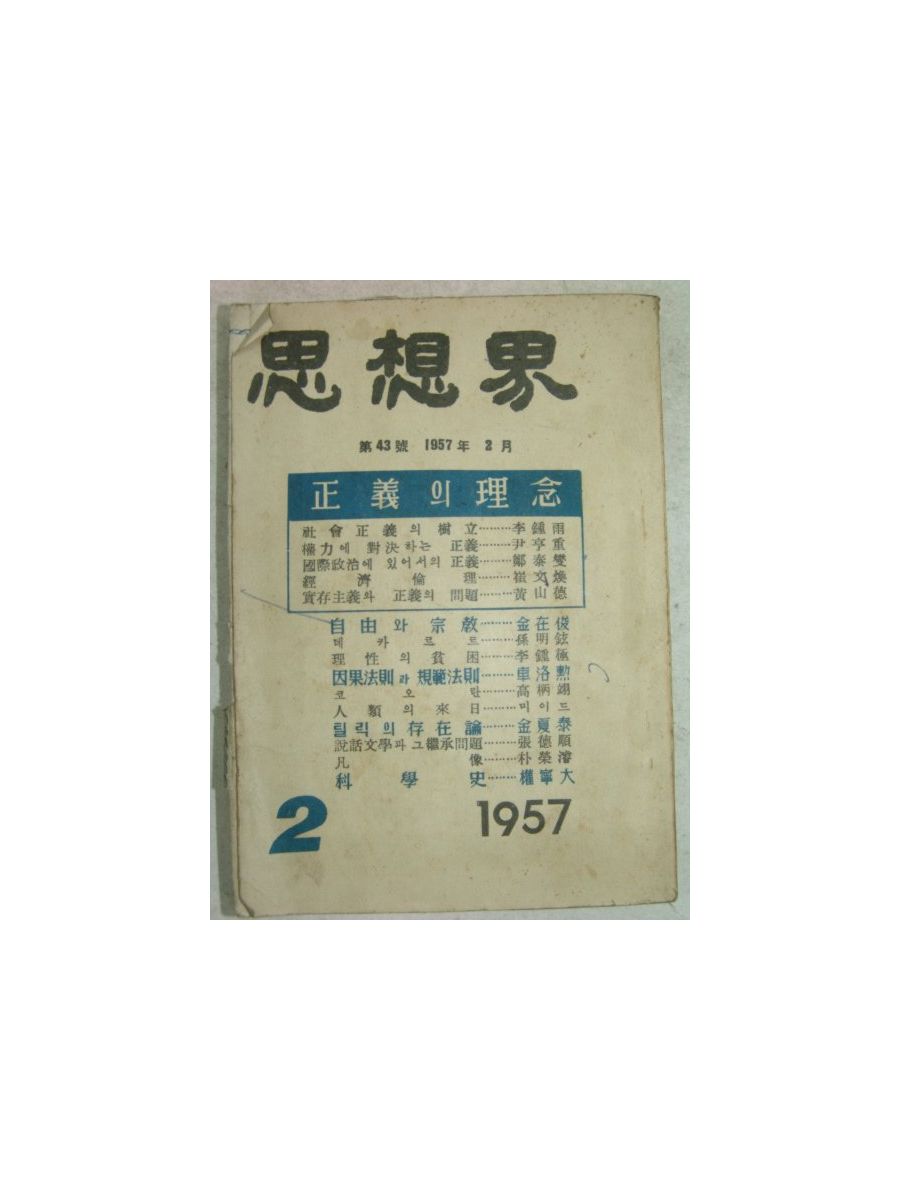 思想界
第43號 1957年 2月
正義의理念
社會正義의樹立………李鍾雨
權力에 對決하는 正義………尹亨重
國際政治에 있어서의 正義………鄭泰燮
經濟倫理………崔文煥
實存主義와 正義의 問題………黃山德
自由와宗敎………金在俊
데카르트………孫明鉉
理性의貧困………李鍾極
因果法則과 規範法則………車洛勳
코오란………高柄翊
人類의來日………미이드
틸릭의存在論………金夏泰
說話文學과 그 繼承問題………張德順
凡像………朴榮濬
科學史………權寧大
2
1957